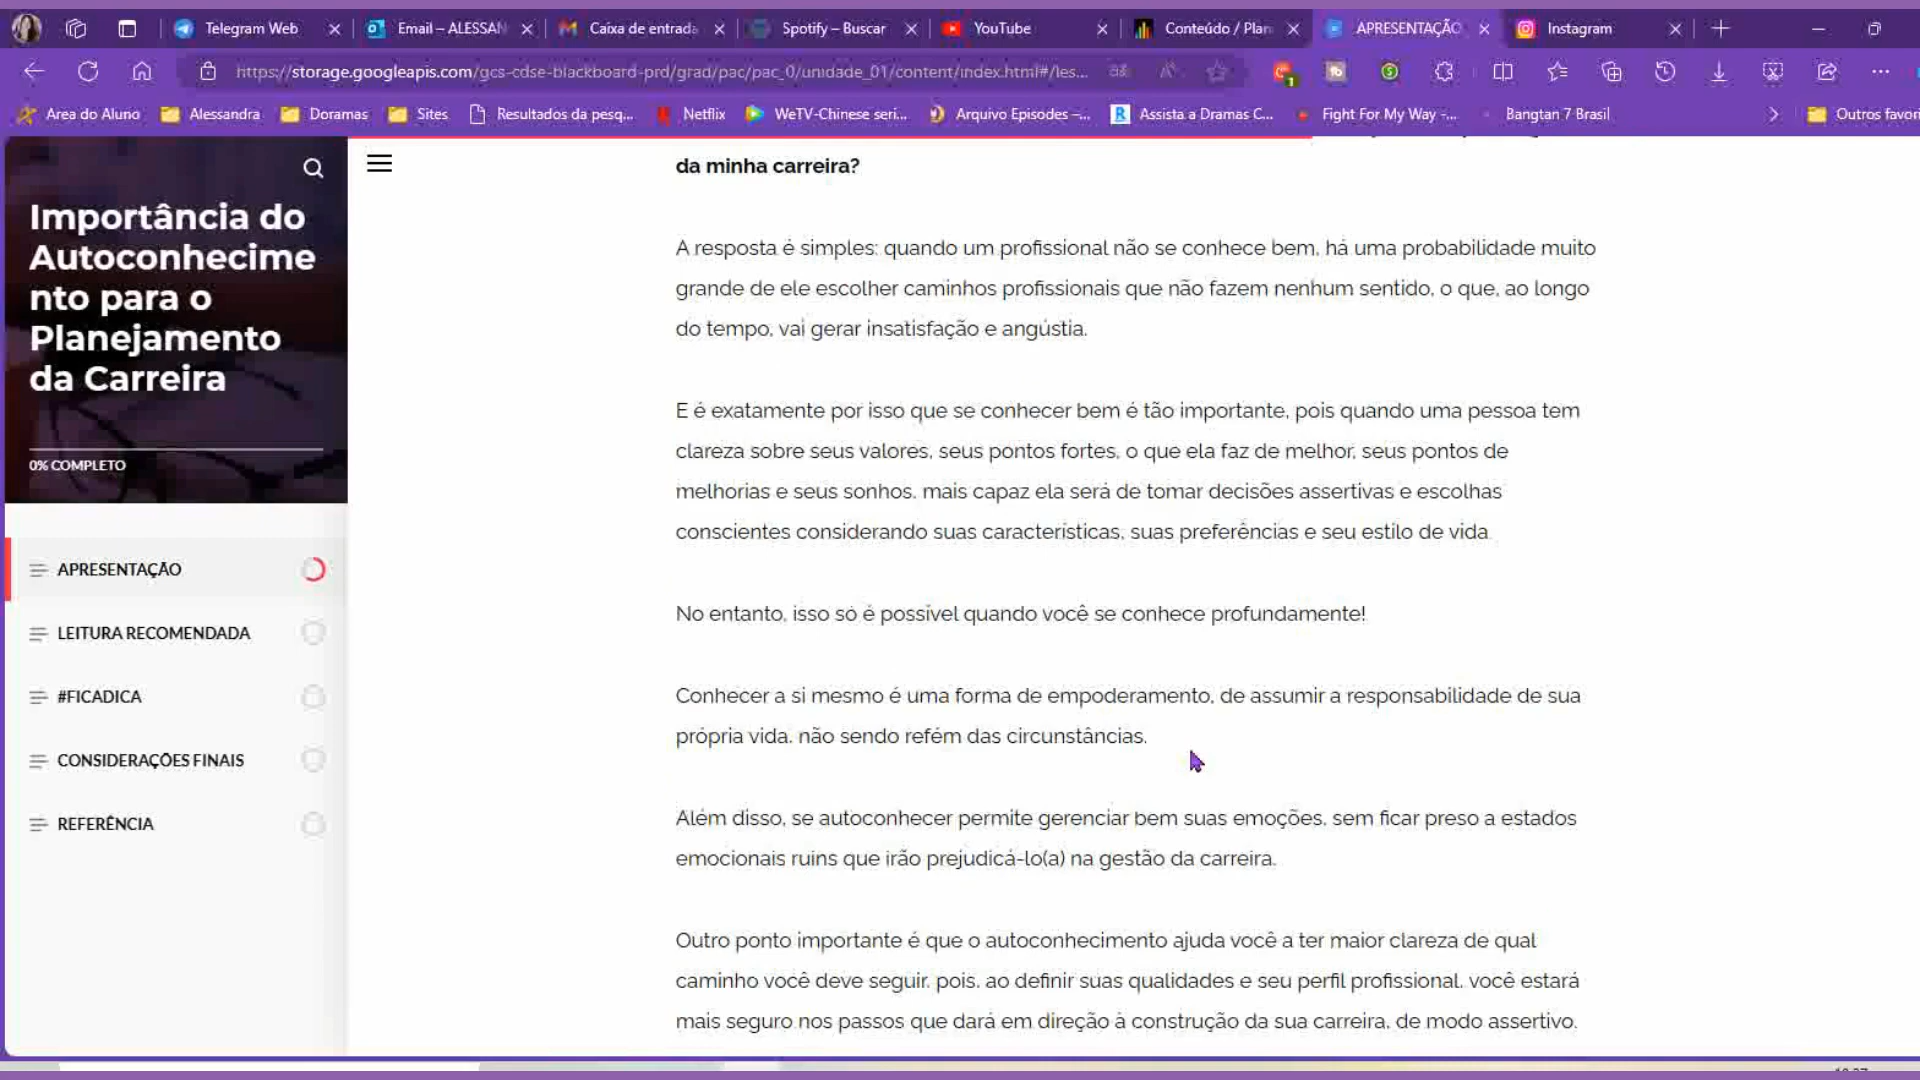 Telegram Web
Email – ALESSAN
Caixa de entrada
Spotify – Buscar
YouTube
Conteúdo / Plan
APRESENTAÇÃO
Instagram
https://storage.googleapis.com/gcs-cdse-blackboard-prd/grad/pac/pac_0/unidade_01/content/index.html#/les...
Area do Aluno
Alessandra
Doramas
Sites
Resultados da pesq...
Netflix
WeTV-Chinese seri...
Arquivo Episodes –...
Assista a Dramas C...
Fight For My Way -...
Bangtan 7 Brasil
Outros favori
Importância do
Autoconhecime
nto para o
Planejamento
da Carreira
0% COMPLETO
APRESENTAÇÃO
LEITURA RECOMENDADA
#FICADICA
CONSIDERAÇÕES FINAIS
REFERÊNCIA
da minha carreira?
A resposta é simples: quando um profissional não se conhece bem, há uma probabilidade muito
grande de ele escolher caminhos profissionais que não fazem nenhum sentido, o que, ao longo
do tempo, vai gerar insatisfação e angústia.
E é exatamente por isso que se conhecer bem é tão importante, pois quando uma pessoa tem
clareza sobre seus valores, seus pontos fortes, o que ela faz de melhor, seus pontos de
melhorias e seus sonhos, mais capaz ela será de tomar decisões assertivas e escolhas
conscientes considerando suas características, suas preferências e seu estilo de vida.
No entanto, isso só é possível quando você se conhece profundamente!
Conhecer a si mesmo é uma forma de empoderamento, de assumir a responsabilidade de sua
própria vida, não sendo refém das circunstâncias.
Além disso, se autoconhecer permite gerenciar bem suas emoções, sem ficar preso a estados
emocionais ruins que irão prejudicá-lo(a) na gestão da carreira.
Outro ponto importante é que o autoconhecimento ajuda você a ter maior clareza de qual
caminho você deve seguir, pois, ao definir suas qualidades e seu perfil profissional, você estará
mais seguro nos passos que dará em direção à construção da sua carreira, de modo assertivo.